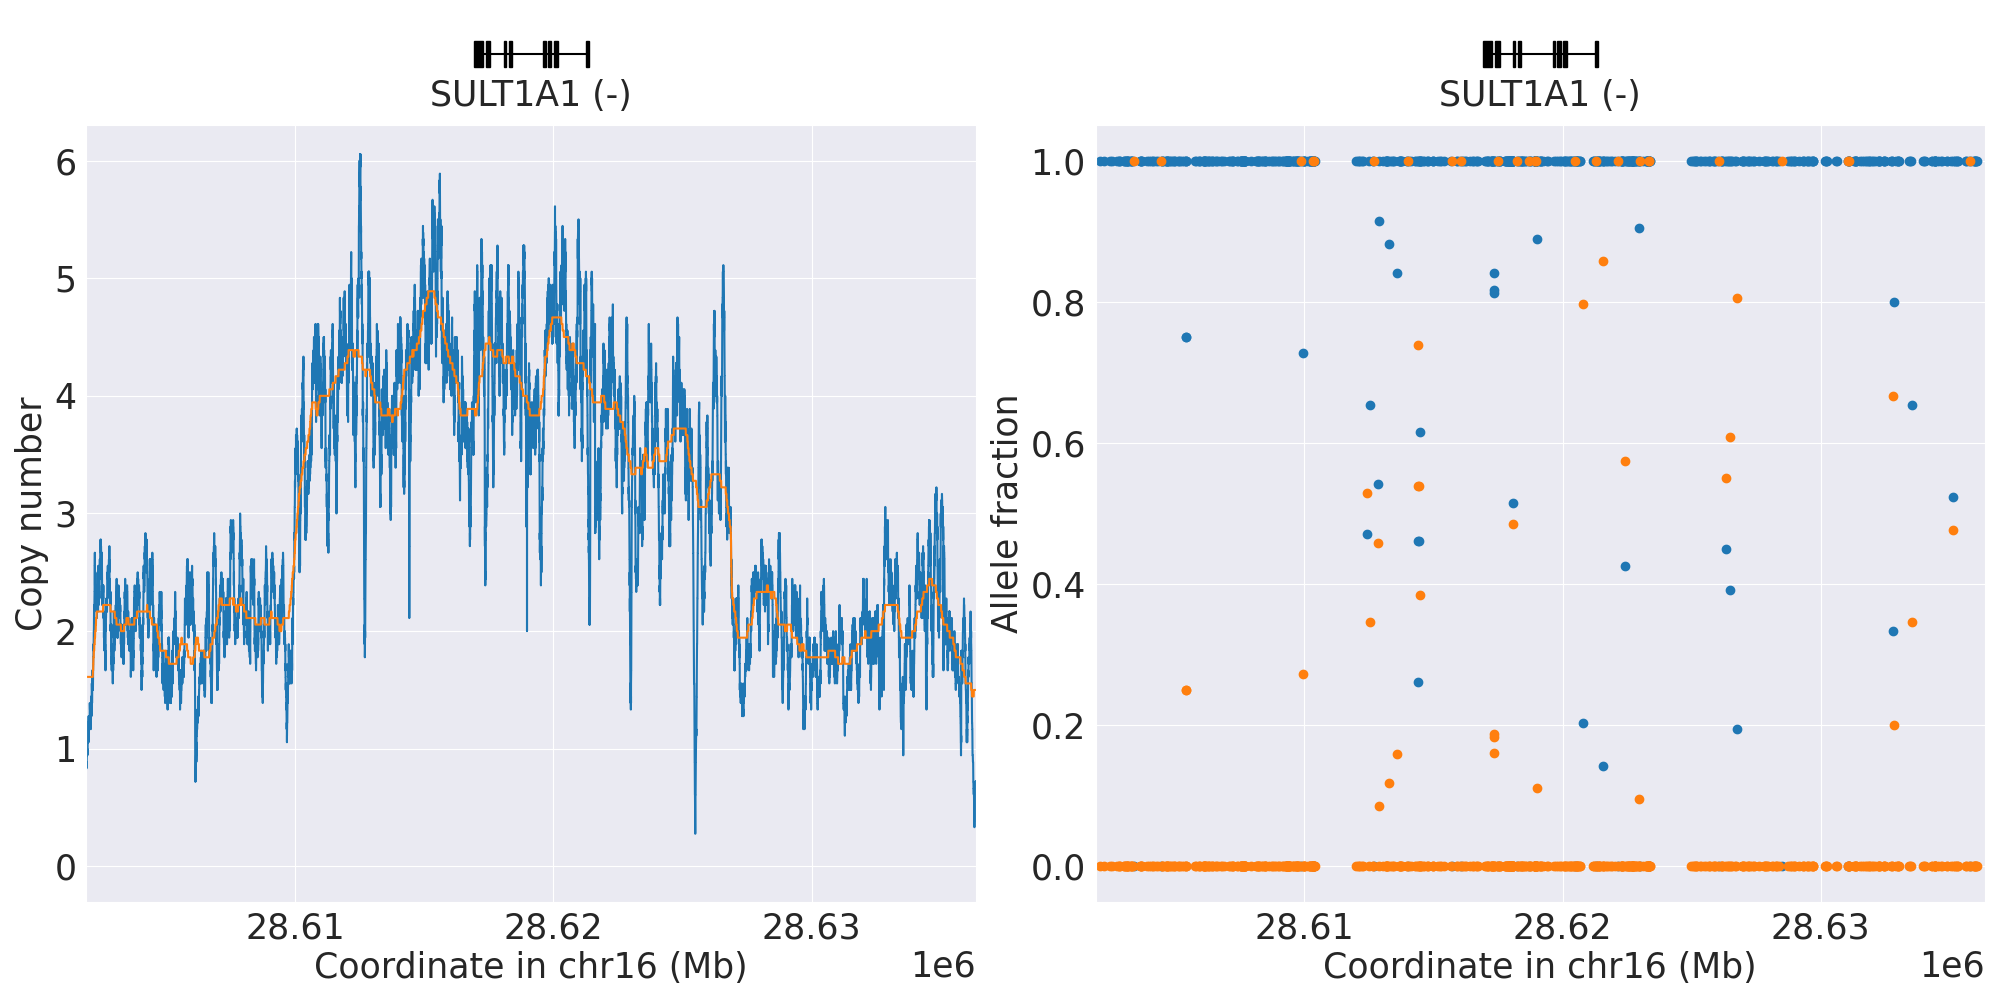 SULT1A1 (-)
6
5
4
3
2
1
0
Copy number
28.61 28.62 28.63
Coordinate in chr16 (Mb)
1e6
SULT1A1 (-)
1.0
0.8
0.6
0.4
0.2
0.0
Allele fraction
28.61 28.62 28.63
Coordinate in chr16 (Mb)
1e6